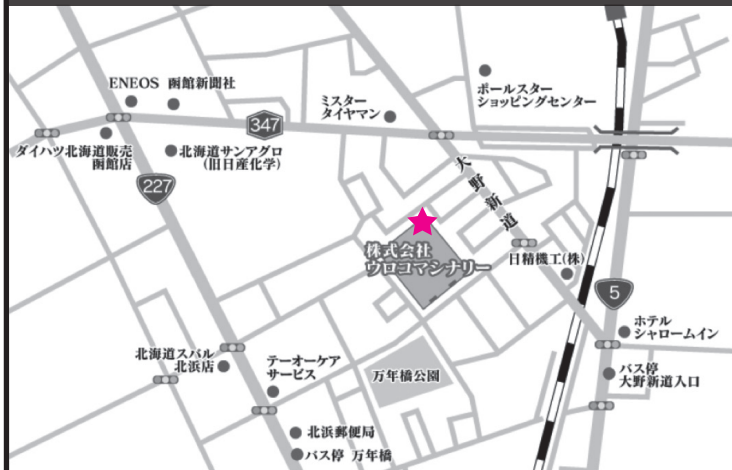 ENEOS 函館新聞社
ミスター
タイヤマン
ポールスター
ショッピングセンター
347
ダイハツ北海道販売
函館店
北海道サンアグロ
(旧日産化学)
大野新道
227
株式会社
ウロコマシナリー
日精機工(株)
5
ホテル
シャロームイン
北海道スバル
北浜店
テーオーケア
サービス
万年橋公園
バス停
大野新道入口
北浜郵便局
バス停 万年橋